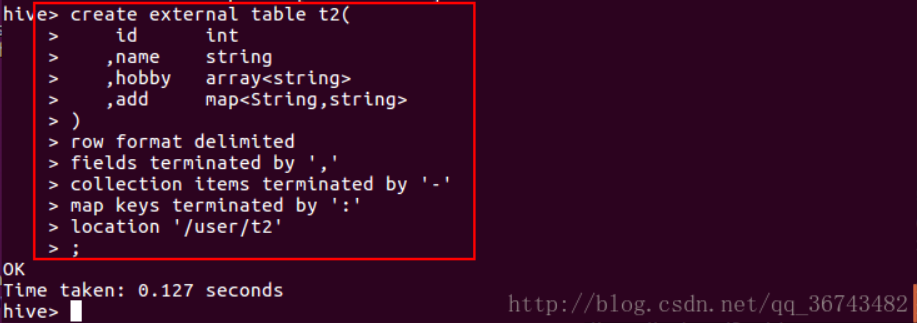 hive> create external table t2(
    >     id      int
    >    ,name    string
    >    ,hobby   array<string>
    >    ,add     map<String,string>
    > )
    > row format delimited
    > fields terminated by ','
    > collection items terminated by '-'
    > map keys terminated by ':'
    > location '/user/t2'
    > ;
OK
Time taken: 0.127 seconds
hive>
http://blog.csdn.net/qq_36743482